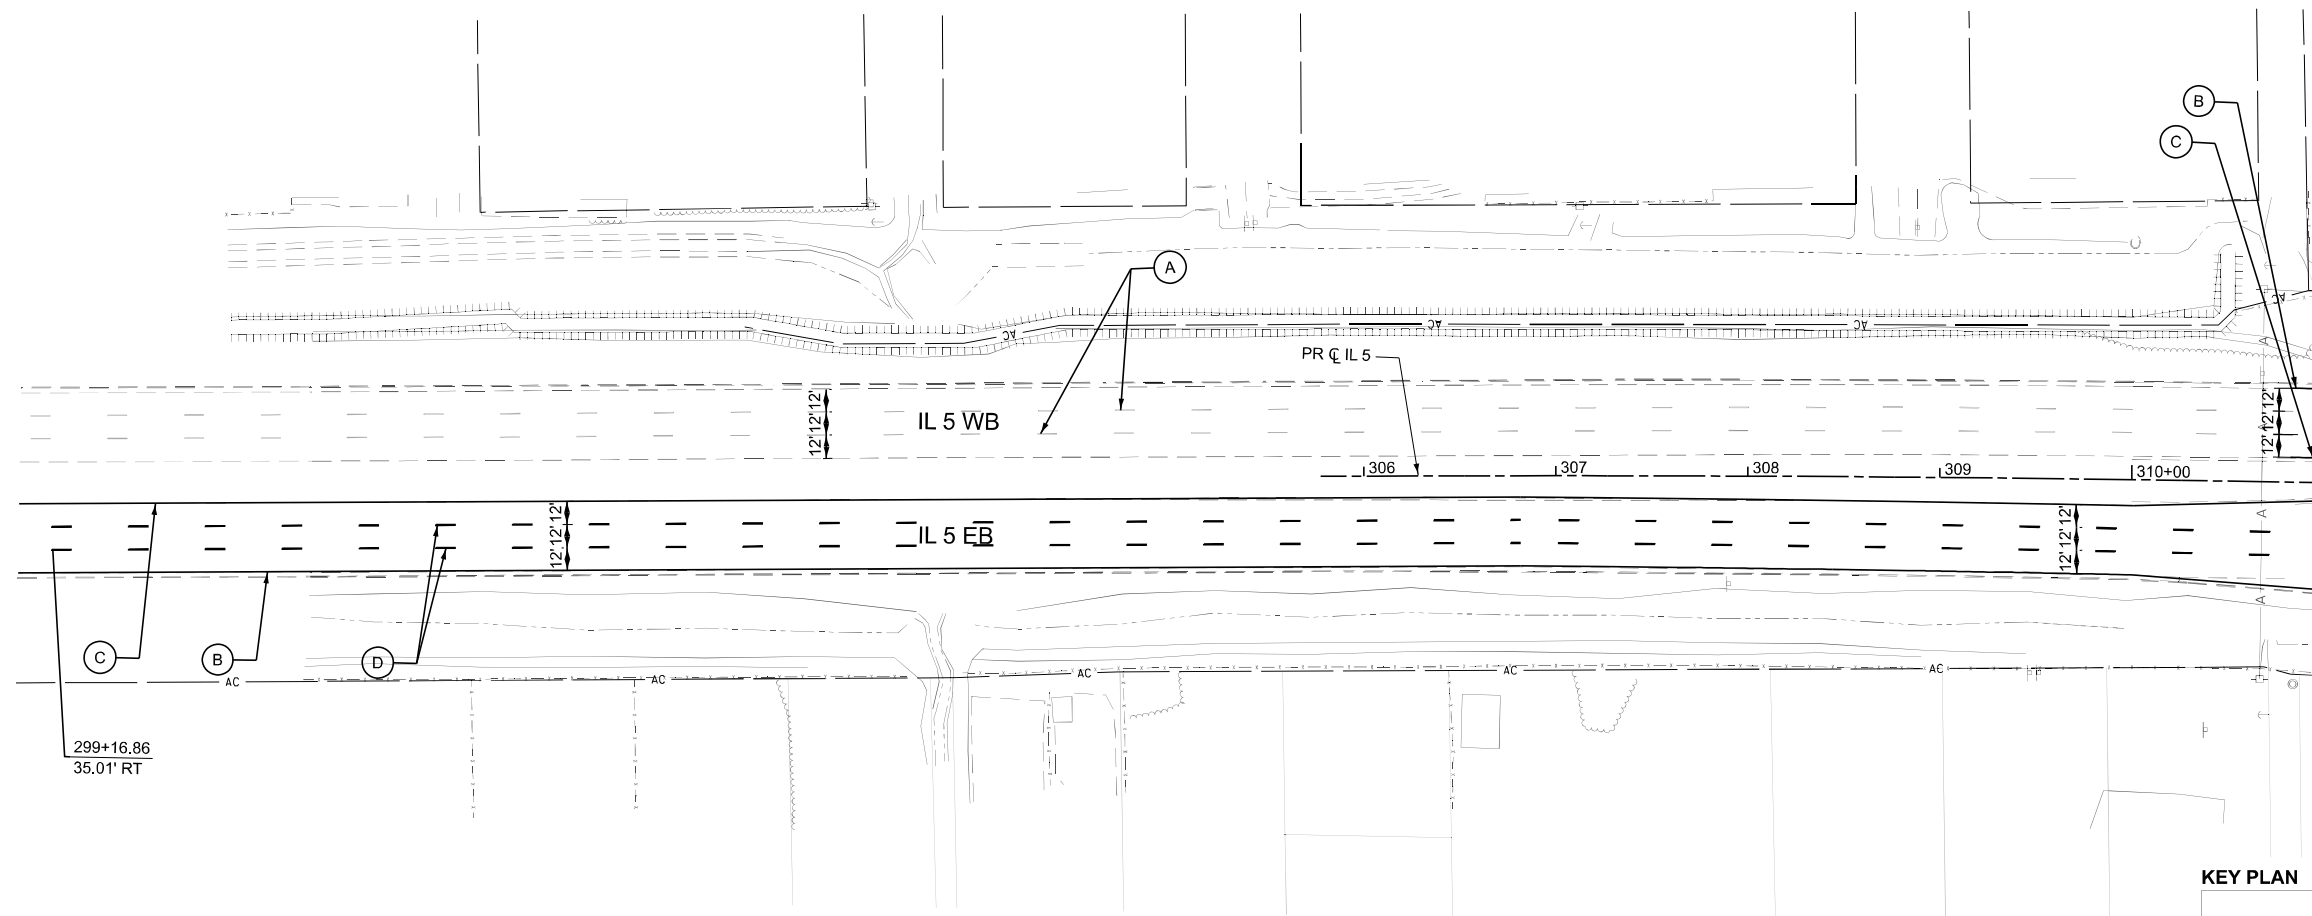 B
C
A
AC
AC
AC
AC
A
PR ℄ IL 5
12' 12' 12'
IL 5 WB
12' 12' 12'
A
306
307
308
309
310+00
12' 12' 12'
IL 5 EB
12' 12' 12'
A
A
C
B
D
AC
AC
AC
AC
AC
299+16.86
35.01' RT
KEY PLAN